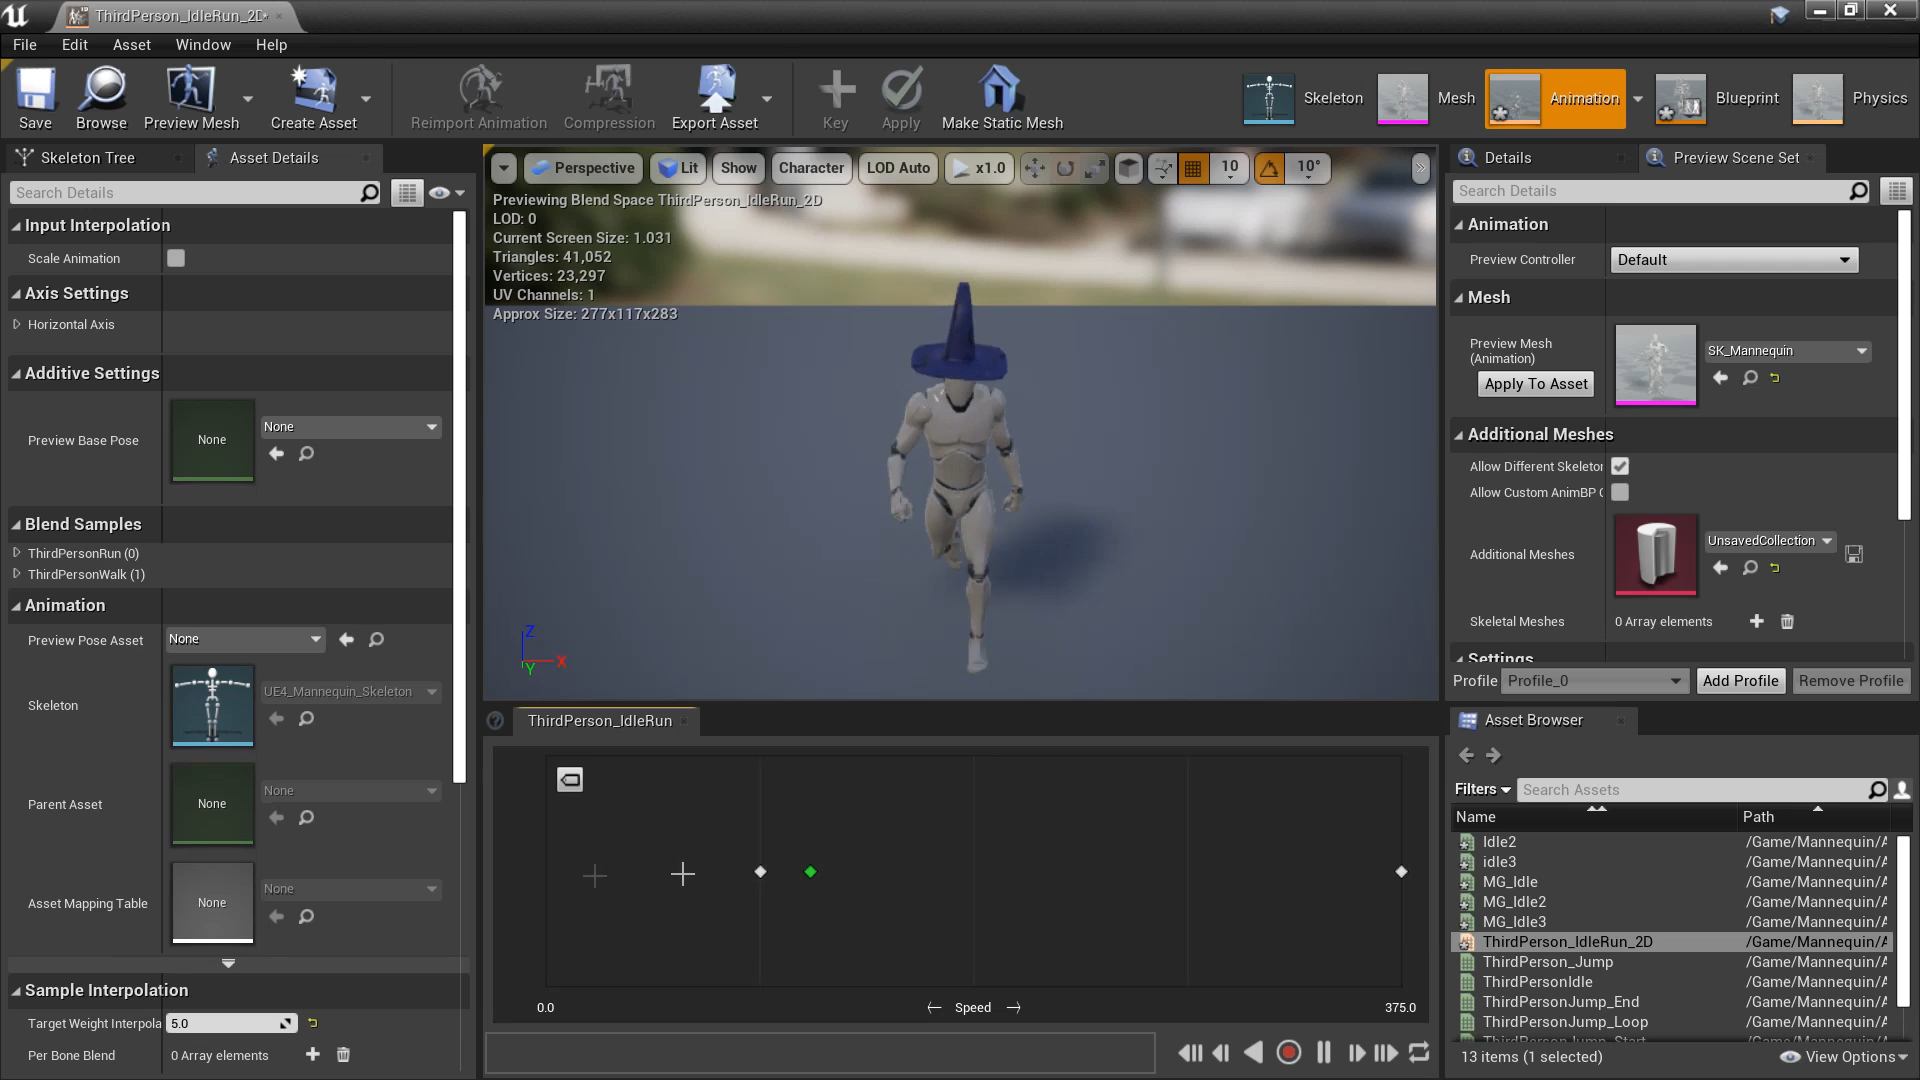 ThirdPerson_IdleRun_2D*
File Edit Asset Window Help
Save Browse Preview Mesh Create Asset Reimport Animation Compression Export Asset Key Apply Make Static Mesh Skeleton Mesh Animation Blueprint Physics
Skeleton Tree Asset Details
Search Details
Input Interpolation
Scale Animation
Axis Settings
Horizontal Axis
Additive Settings
Preview Base Pose None None
Blend Samples
ThirdPersonRun (0)
ThirdPersonWalk (1)
Animation
Preview Pose Asset None
Skeleton UE4_Mannequin_Skeleton
Parent Asset None None
Asset Mapping Table None None
Sample Interpolation
Target Weight Interpola 5.0
Per Bone Blend 0 Array elements
Perspective Lit Show Character LOD Auto x1.0 10 10°
Previewing Blend Space ThirdPerson_IdleRun_2D
LOD: 0
Current Screen Size: 1.031
Triangles: 41,052
Vertices: 23,297
UV Channels: 1
Approx Size: 277x117x283
Z
X
Y
ThirdPerson_IdleRun
0.0 Speed 375.0
Details Preview Scene Set
Search Details
Animation
Preview Controller Default
Mesh
Preview Mesh
(Animation)
SK_Mannequin
Apply To Asset
Additional Meshes
Allow Different Skeletor
Allow Custom AnimBP
Additional Meshes UnsavedCollection
Skeletal Meshes 0 Array elements
Settings
Profile Profile_0 Add Profile Remove Profile
Asset Browser
Filters Search Assets
Name Path
Idle2 /Game/Mannequin/A
idle3 /Game/Mannequin/A
MG_Idle /Game/Mannequin/A
MG_Idle2 /Game/Mannequin/A
MG_Idle3 /Game/Mannequin/A
ThirdPerson_IdleRun_2D /Game/Mannequin/A
ThirdPerson_Jump /Game/Mannequin/A
ThirdPersonIdle /Game/Mannequin/A
ThirdPersonJump_End /Game/Mannequin/A
ThirdPersonJump_Loop /Game/Mannequin/A
ThirdPersonJump_Start
13 items (1 selected) View Options